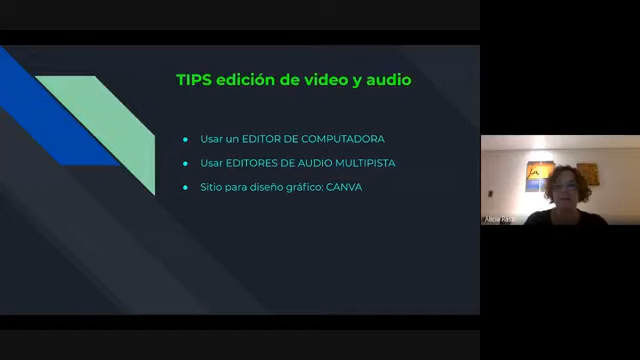 TIPS edición de video y audio
● Usar un EDITOR DE COMPUTADORA
● Usar EDITORES DE AUDIO MULTIPISTA
● Sitio para diseño gráfico: CANVA
Alicia